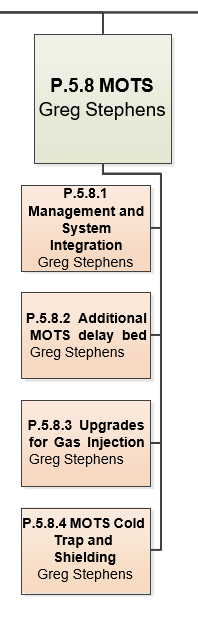 P.5.8 MOTS
Greg Stephens
P.5.8.1
Management and
System
Integration
Greg Stephens
P.5.8.2 Additional
MOTS delay bed
Greg Stephens
P.5.8.3 Upgrades
for Gas Injection
Greg Stephens
P.5.8.4 MOTS Cold
Trap and
Shielding
Greg Stephens